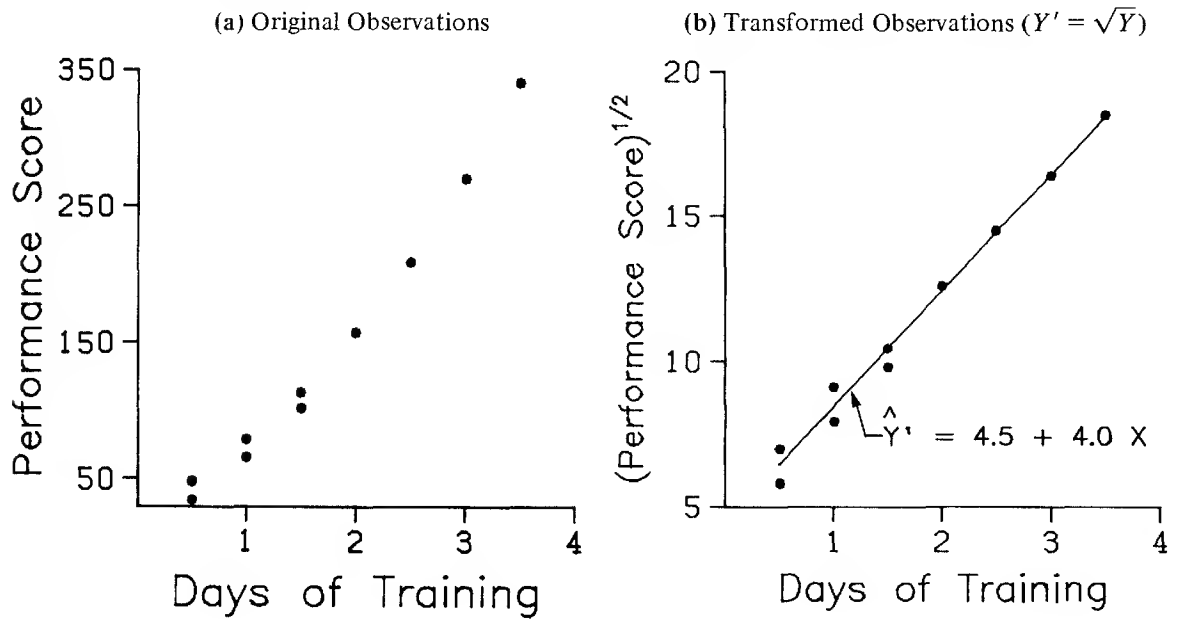 (a) Original Observations
350
250
150
50
1 2 3 4
Performance Score
Days of Training
(b) Transformed Observations (Y′ = √Y)
20
15
10
5
1 2 3 4
(Performance Score)^1/2
Ŷ' = 4.5 + 4.0 X
Days of Training